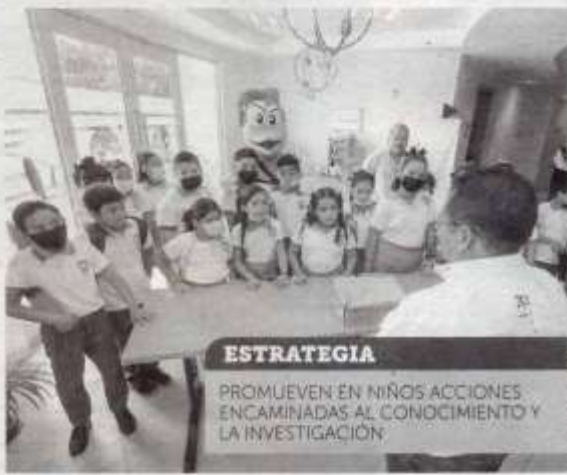 ESTRATEGIA
PROMUEVEN EN NIÑOS ACCIONES
ENCAMINADAS AL CONOCIMIENTO Y
LA INVESTIGACIÓN